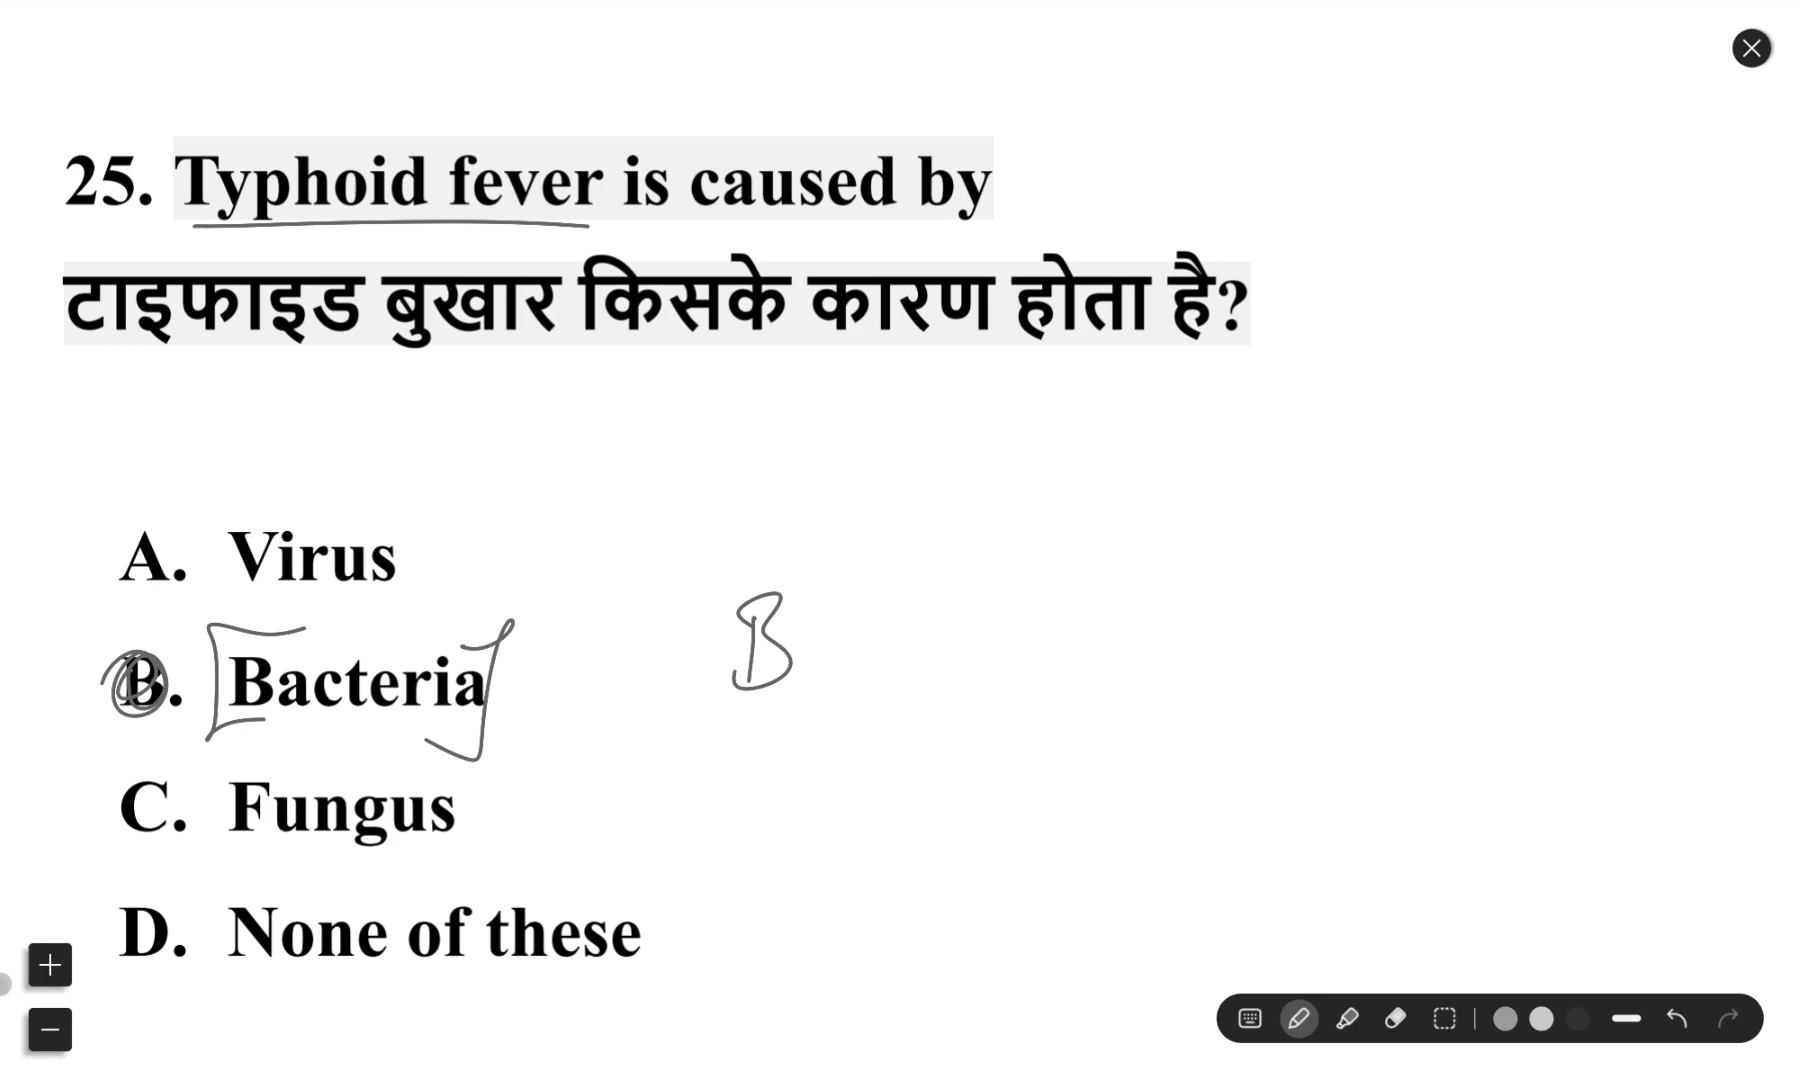 25. Typhoid fever is caused by
टाइफाइड बुखार किसके कारण होता है?
A. Virus
B. Bacteria
B
C. Fungus
D. None of these